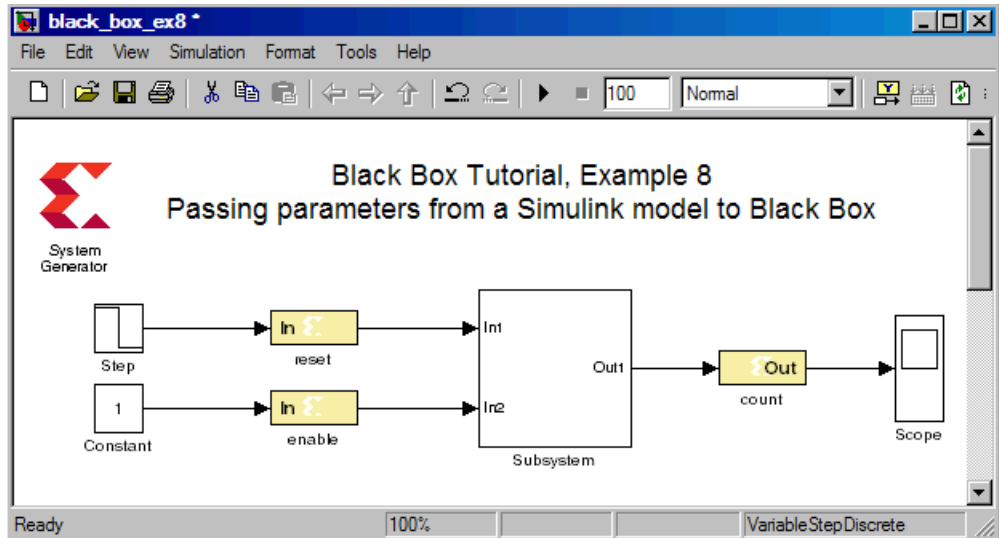 black_box_ex8 *
File Edit View Simulation Format Tools Help
100 Normal
Black Box Tutorial, Example 8
Passing parameters from a Simulink model to Black Box
System
Generator
Step
In
reset
In1
Out1
Out
count
Scope
1
Constant
In
enable
In2
Subsystem
Ready 100% VariableStepDiscrete